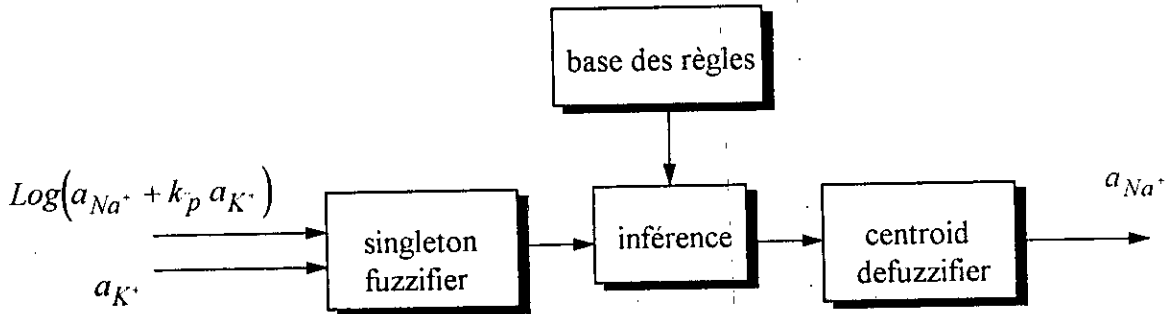 base des règles
Log(a_{Na^+} + k_p a_{K^+})
a_{K^+}
singleton
fuzzifier
inférence
centroid
defuzzifier
a_{Na^+}